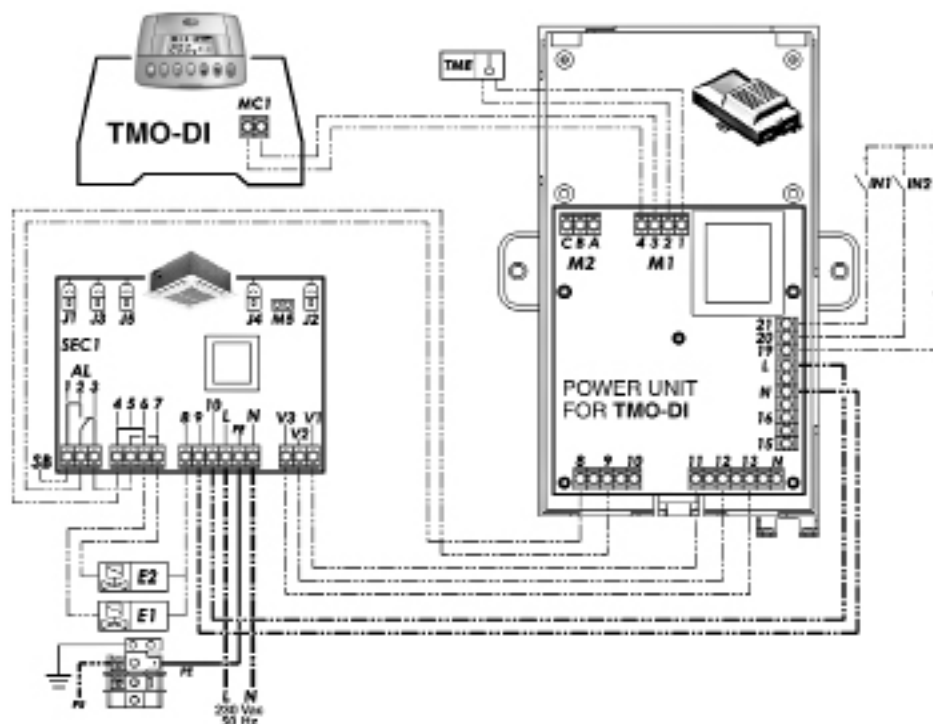 MC1
TMO-DI
TME
IN1 IN2
C B A
4 3 2 1
M2 M1
J1 J3 J5 J4 M5 J2
SEC1
AL
1 2 3
4 5 6 7
8 9 10 L PE N
V3 V2 V1
SB
21
20
19
L
N
16
15
POWER UNIT
FOR TMO-DI
8 9 10
11 12 13 N
E2
E1
PE
L N
230 Vac
50 Hz